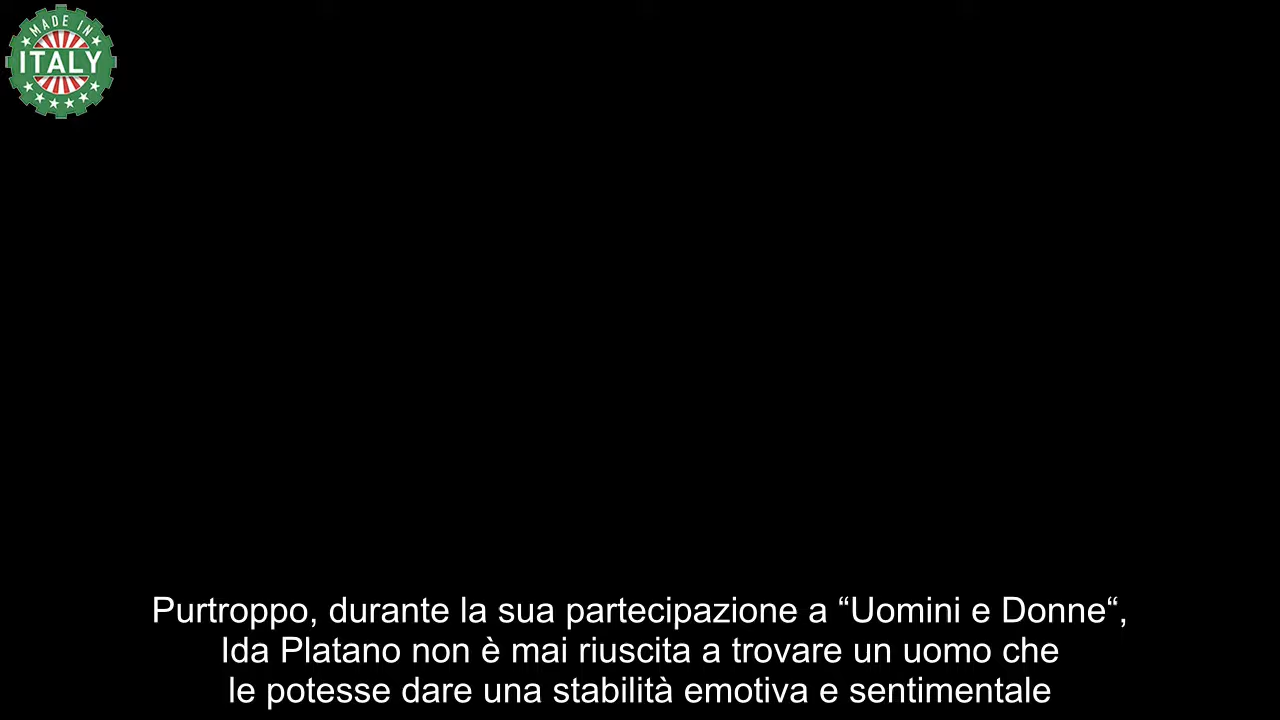 MADE IN
ITALY
Purtroppo, durante la sua partecipazione a “Uomini e Donne“,
Ida Platano non è mai riuscita a trovare un uomo che
le potesse dare una stabilità emotiva e sentimentale